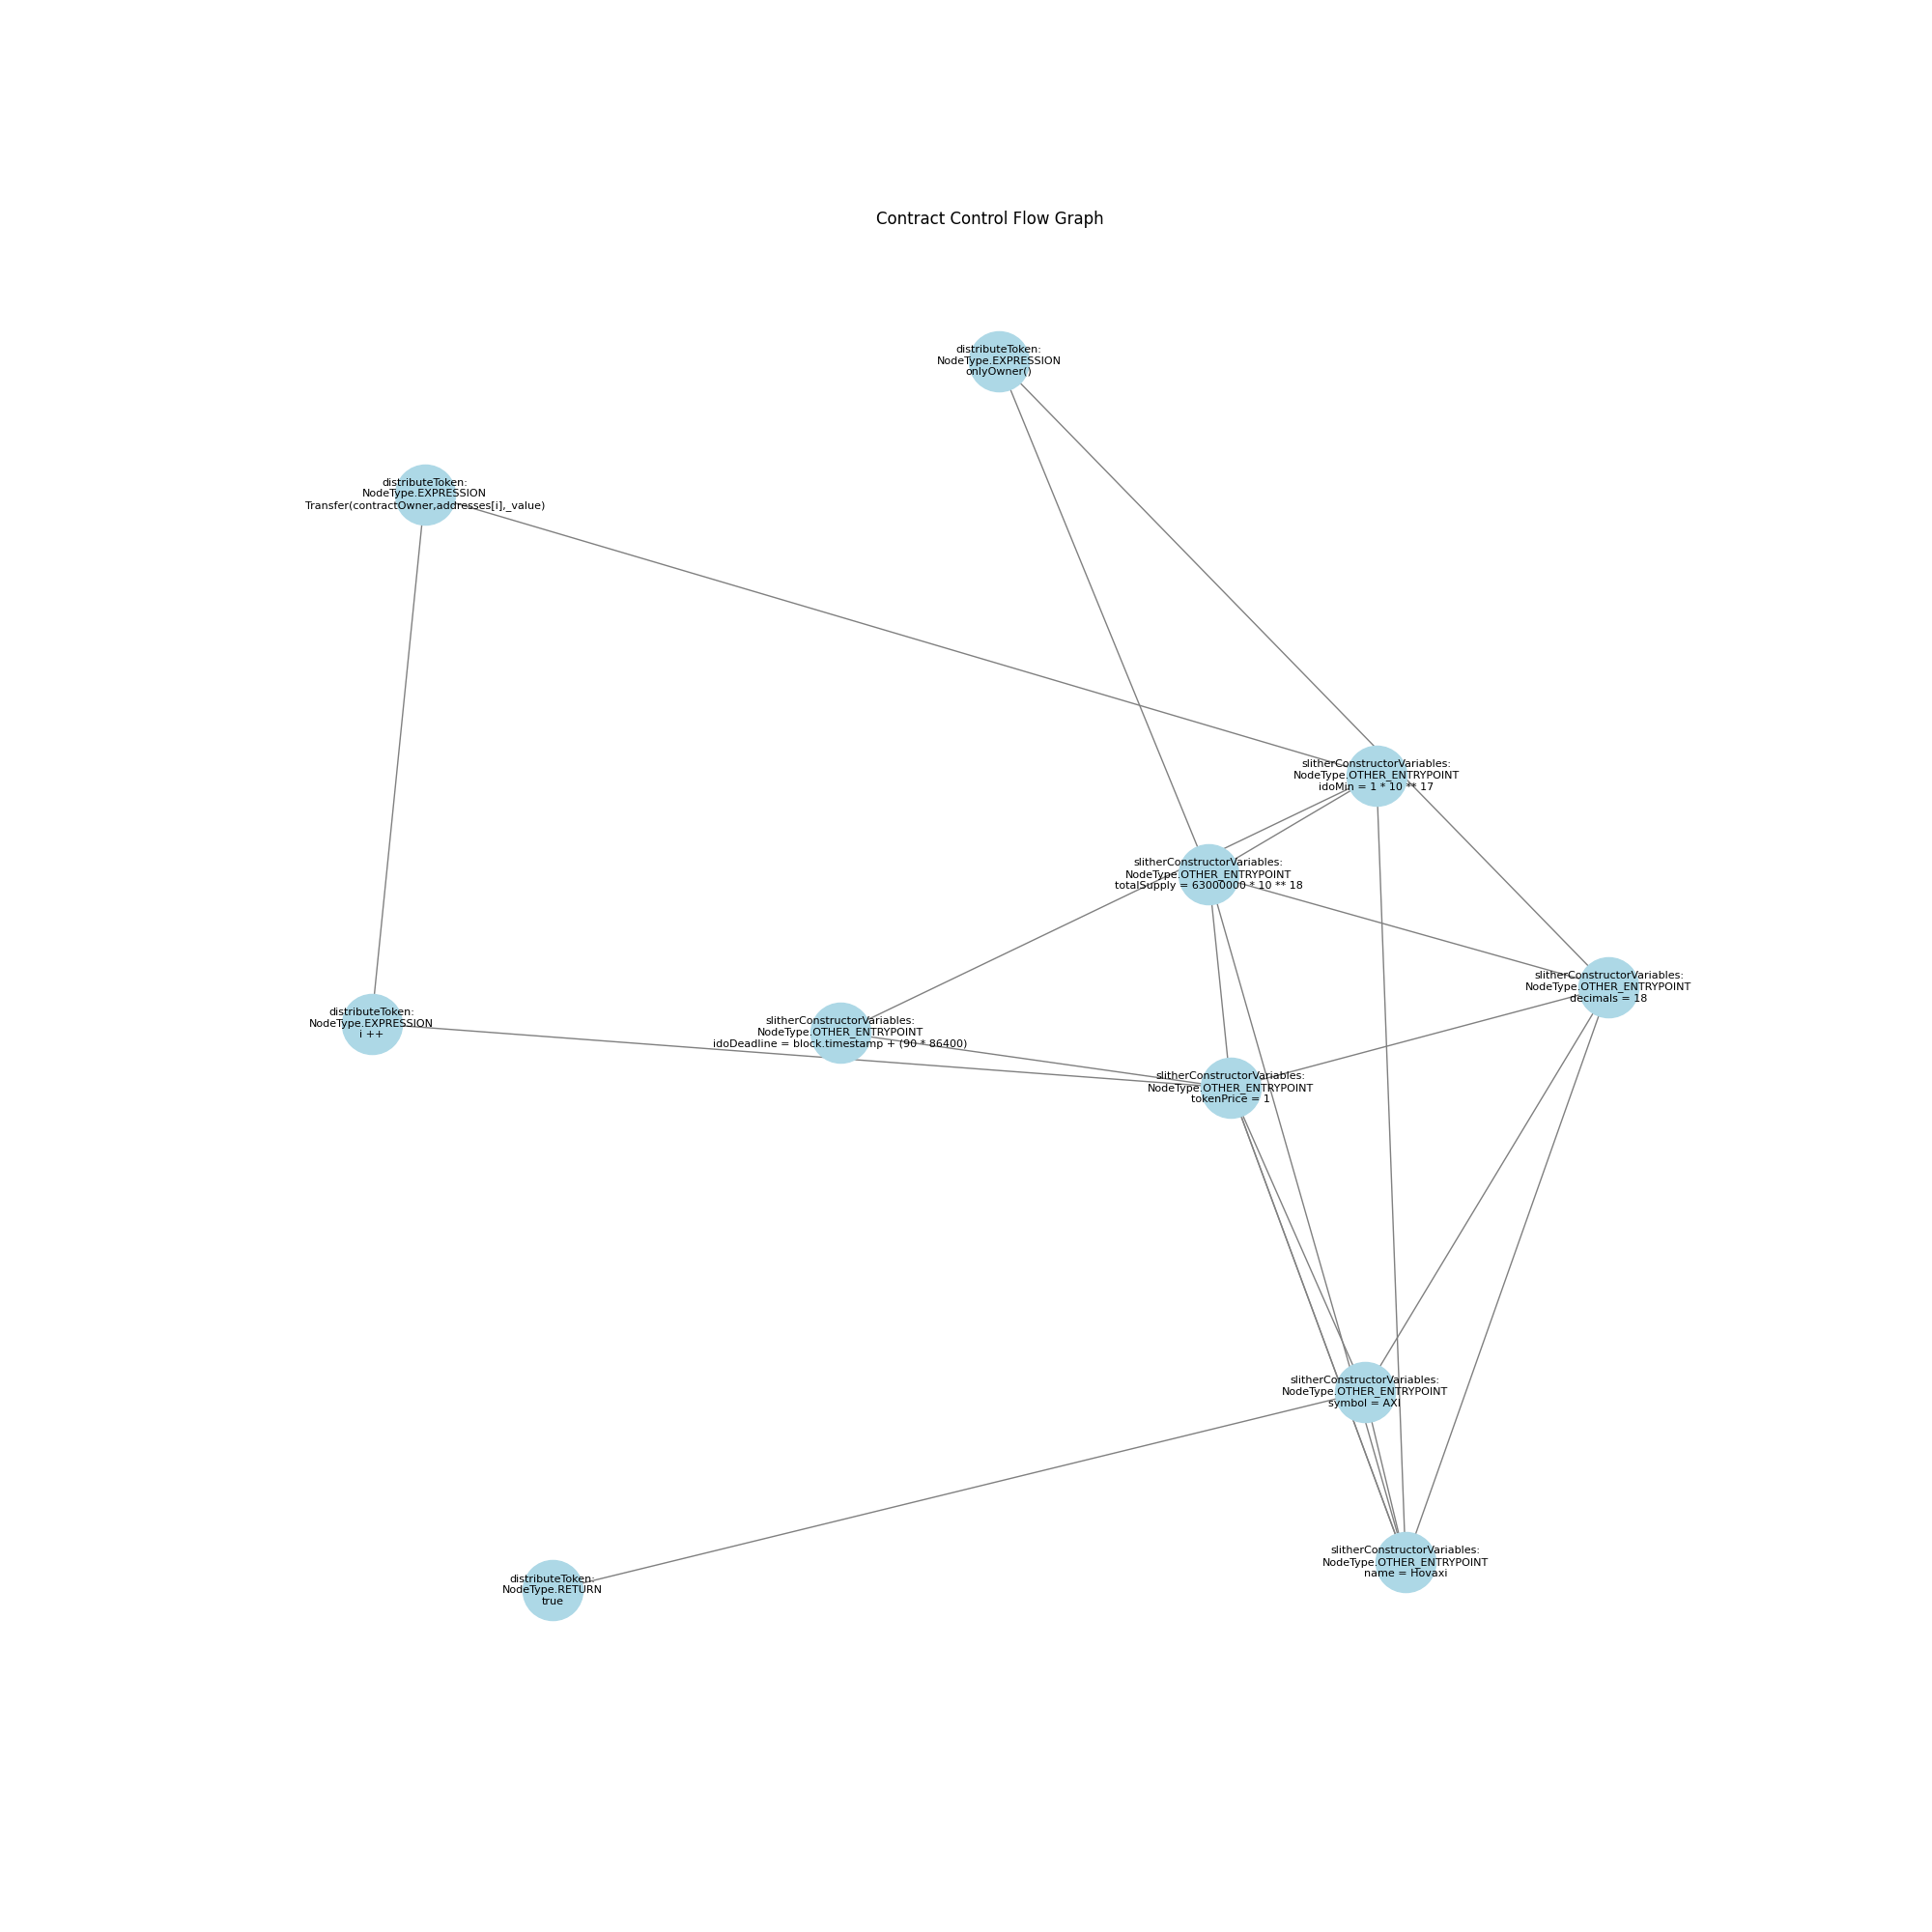 Contract Control Flow Graph
distributeToken:
NodeType.EXPRESSION
onlyOwner()
distributeToken:
NodeType.EXPRESSION
Transfer(contractOwner,addresses[i],_value)
slitherConstructorVariables:
NodeType.OTHER_ENTRYPOINT
idoMin = 1 * 10 ** 17
slitherConstructorVariables:
NodeType.OTHER_ENTRYPOINT
totalSupply = 63000000 * 10 ** 18
slitherConstructorVariables:
NodeType.OTHER_ENTRYPOINT
decimals = 18
distributeToken:
NodeType.EXPRESSION
i ++
slitherConstructorVariables:
NodeType.OTHER_ENTRYPOINT
idoDeadline = block.timestamp + (90 * 86400)
slitherConstructorVariables:
NodeType.OTHER_ENTRYPOINT
tokenPrice = 1
slitherConstructorVariables:
NodeType.OTHER_ENTRYPOINT
symbol = AXI
slitherConstructorVariables:
NodeType.OTHER_ENTRYPOINT
name = Hovaxi
distributeToken:
NodeType.RETURN
true